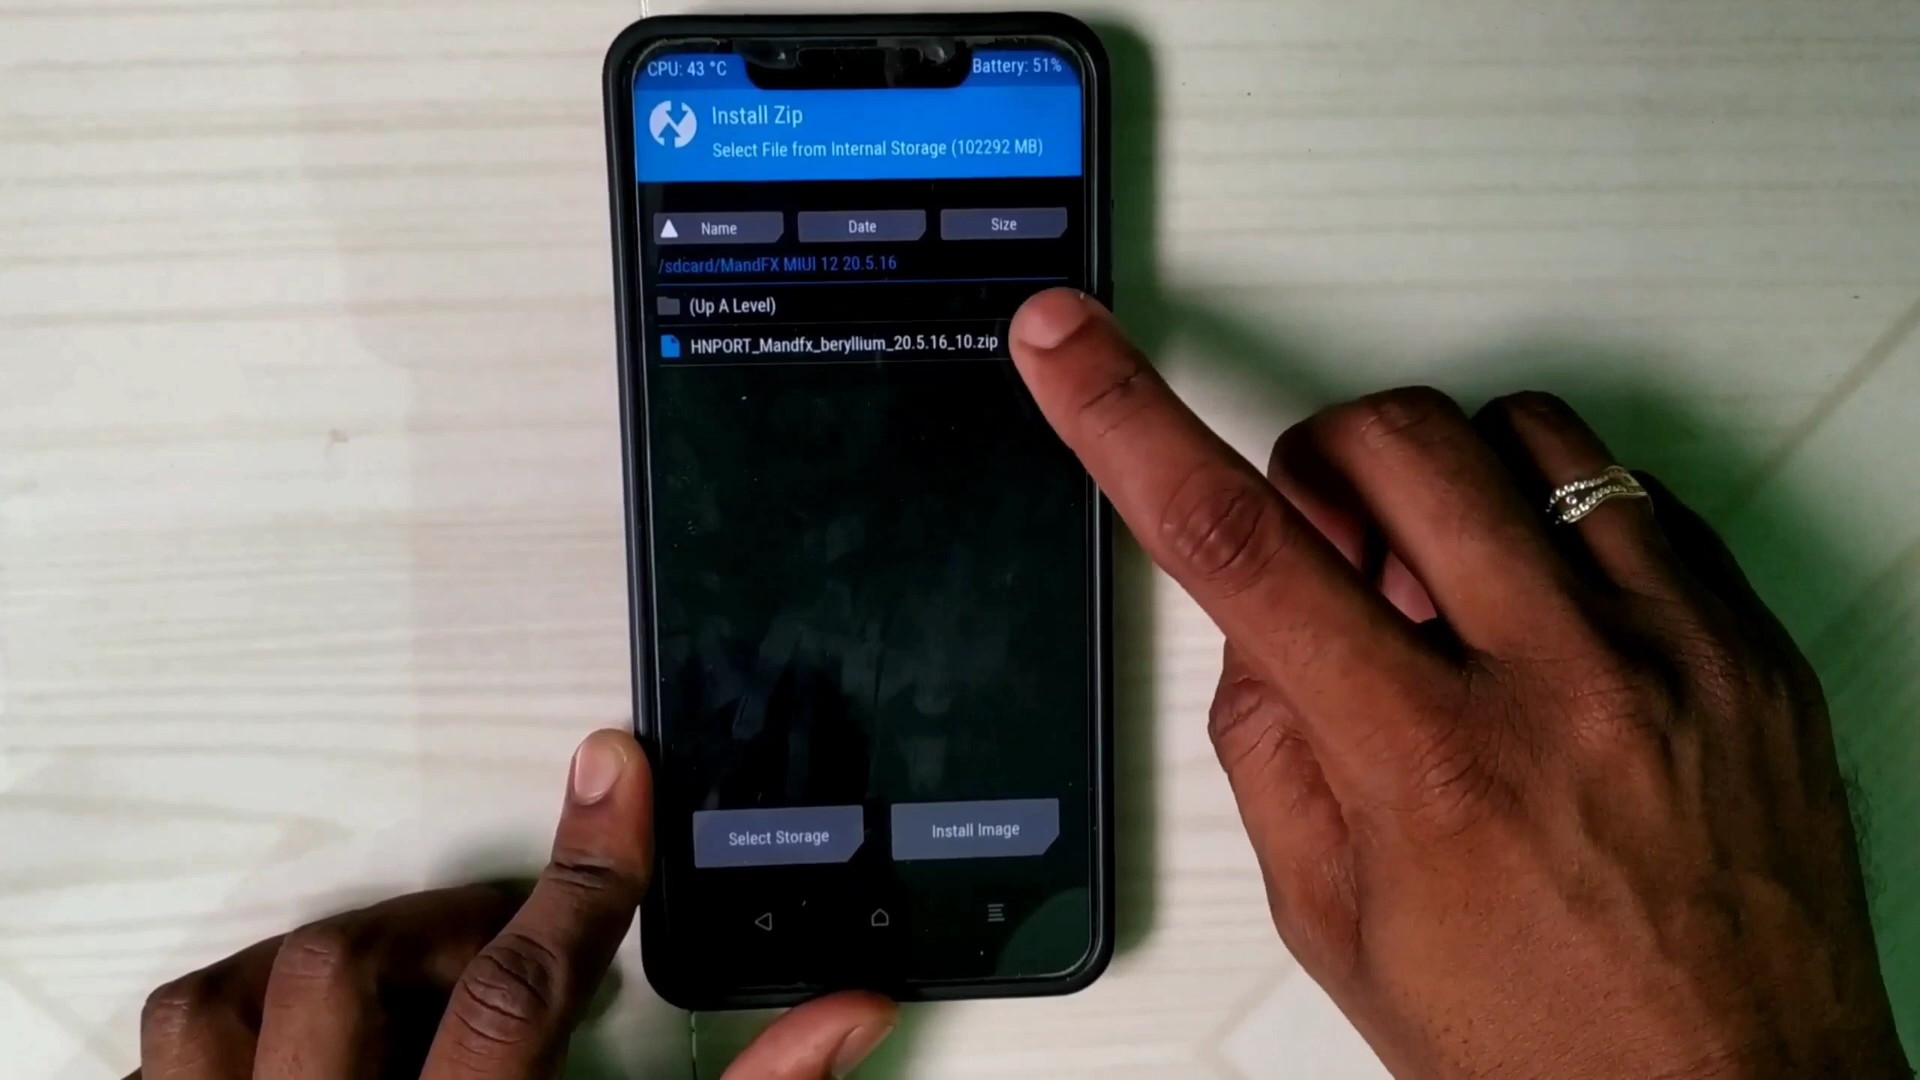 CPU: 43 °C Battery: 51%
Install Zip
Select File from Internal Storage (102292 MB)
Name Date Size
/sdcard/MandFX MIUI 12 20.5.16
(Up A Level)
HNPORT_Mandfx_beryllium_20.5.16_10.zip
Select Storage Install Image